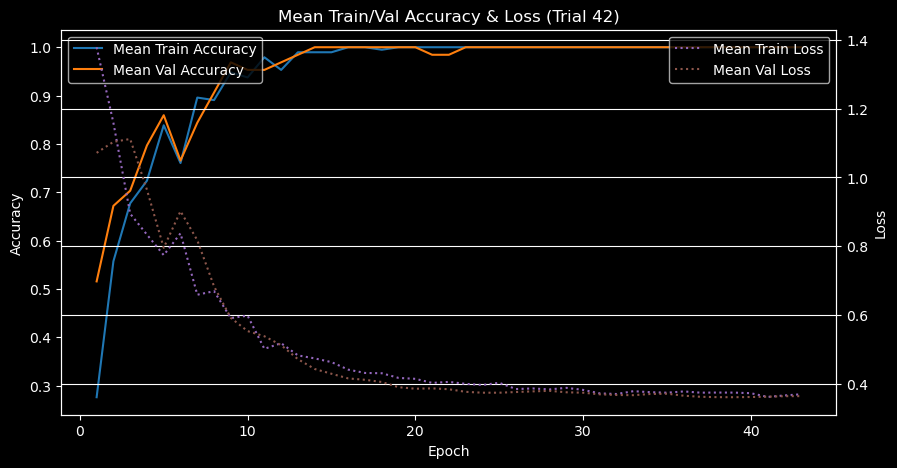 Mean Train/Val Accuracy & Loss (Trial 42)
Mean Train Accuracy
Mean Val Accuracy
Mean Train Loss
Mean Val Loss
1.0
0.9
0.8
0.7
0.6
0.5
0.4
0.3
Accuracy
1.4
1.2
1.0
0.8
0.6
0.4
Loss
0 10 20 30 40
Epoch